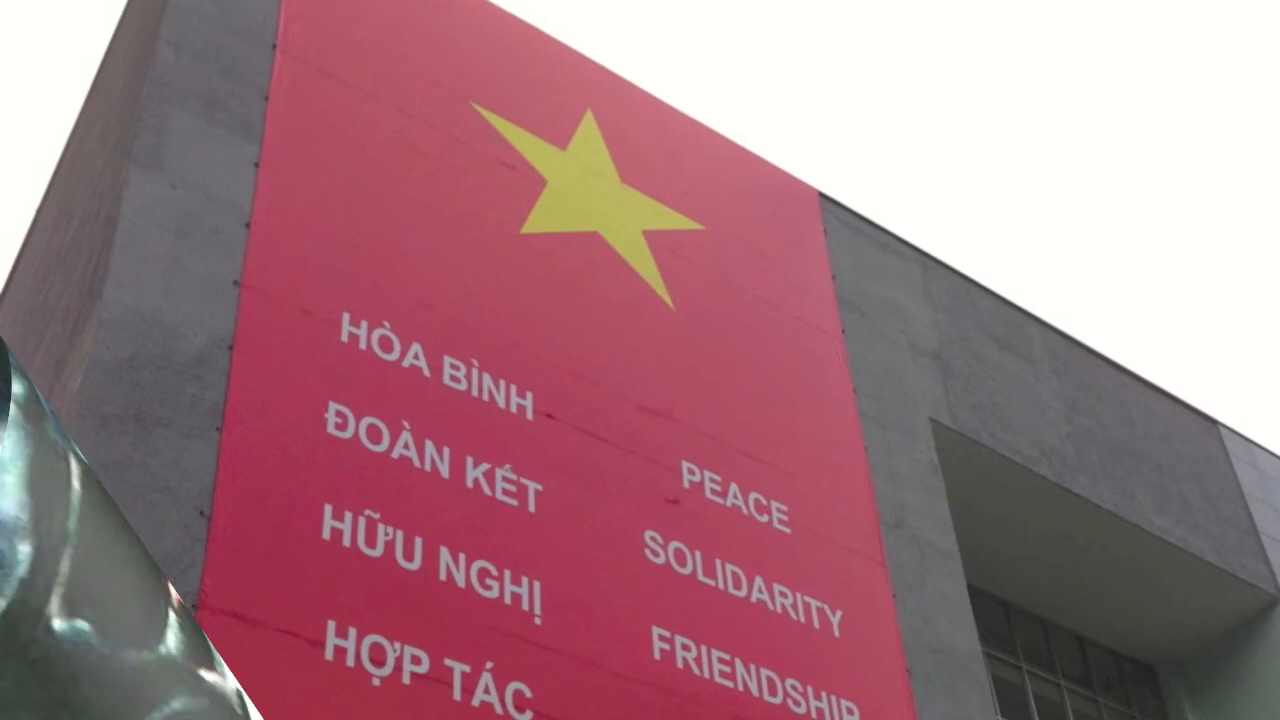 HÒA BÌNH
ĐOÀN KẾT
HỮU NGHỊ
HỢP TÁC
PEACE
SOLIDARITY
FRIENDSHIP